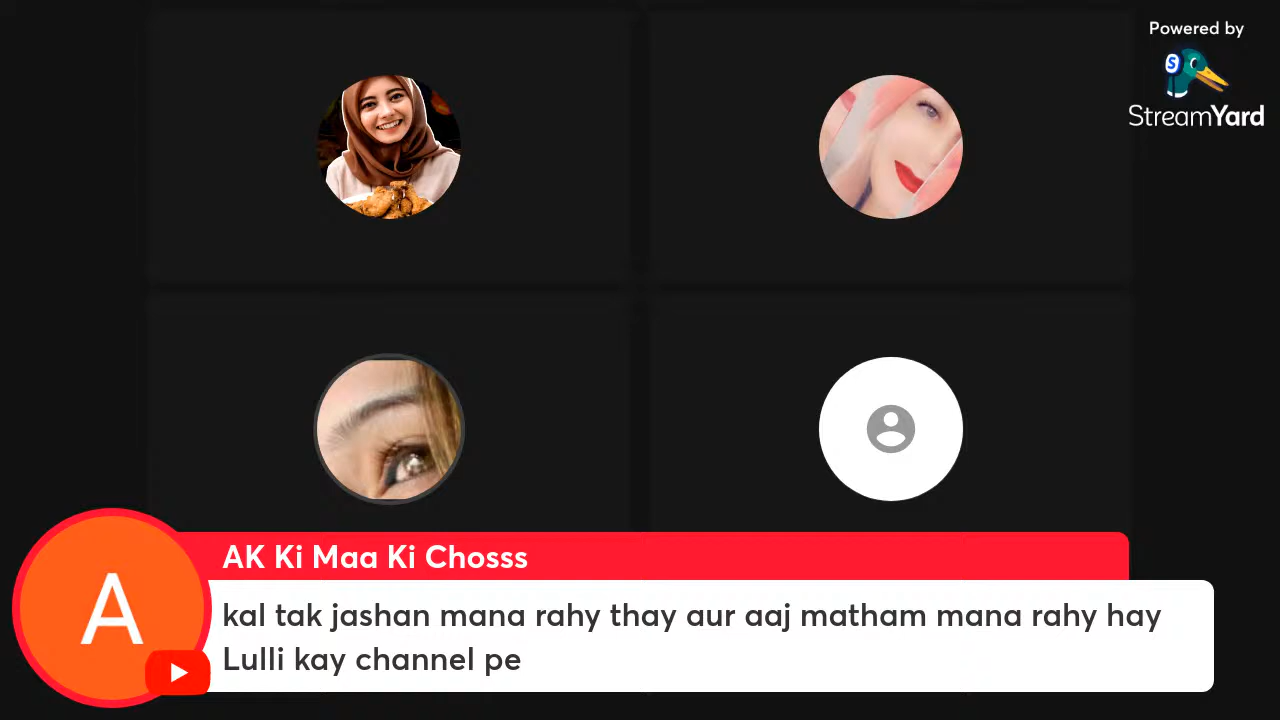 Powered by
S
StreamYard
A
AK Ki Maa Ki Chosss
kal tak jashan mana rahy thay aur aaj matham mana rahy hay
Lulli kay channel pe